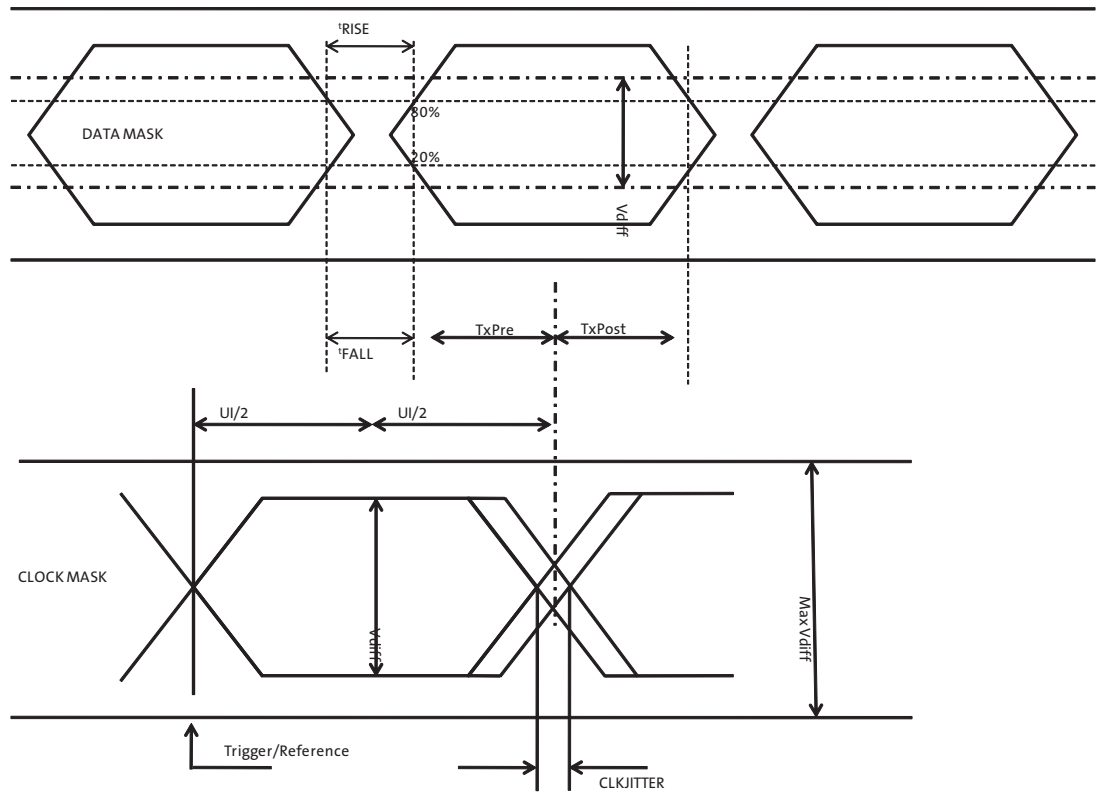 tRISE
80%
DATA MASK
20%
Vdiff
TxPre
TxPost
tFALL
UI/2
UI/2
CLOCK MASK
Vdiff
Max Vdiff
Trigger/Reference
CLKJITTER